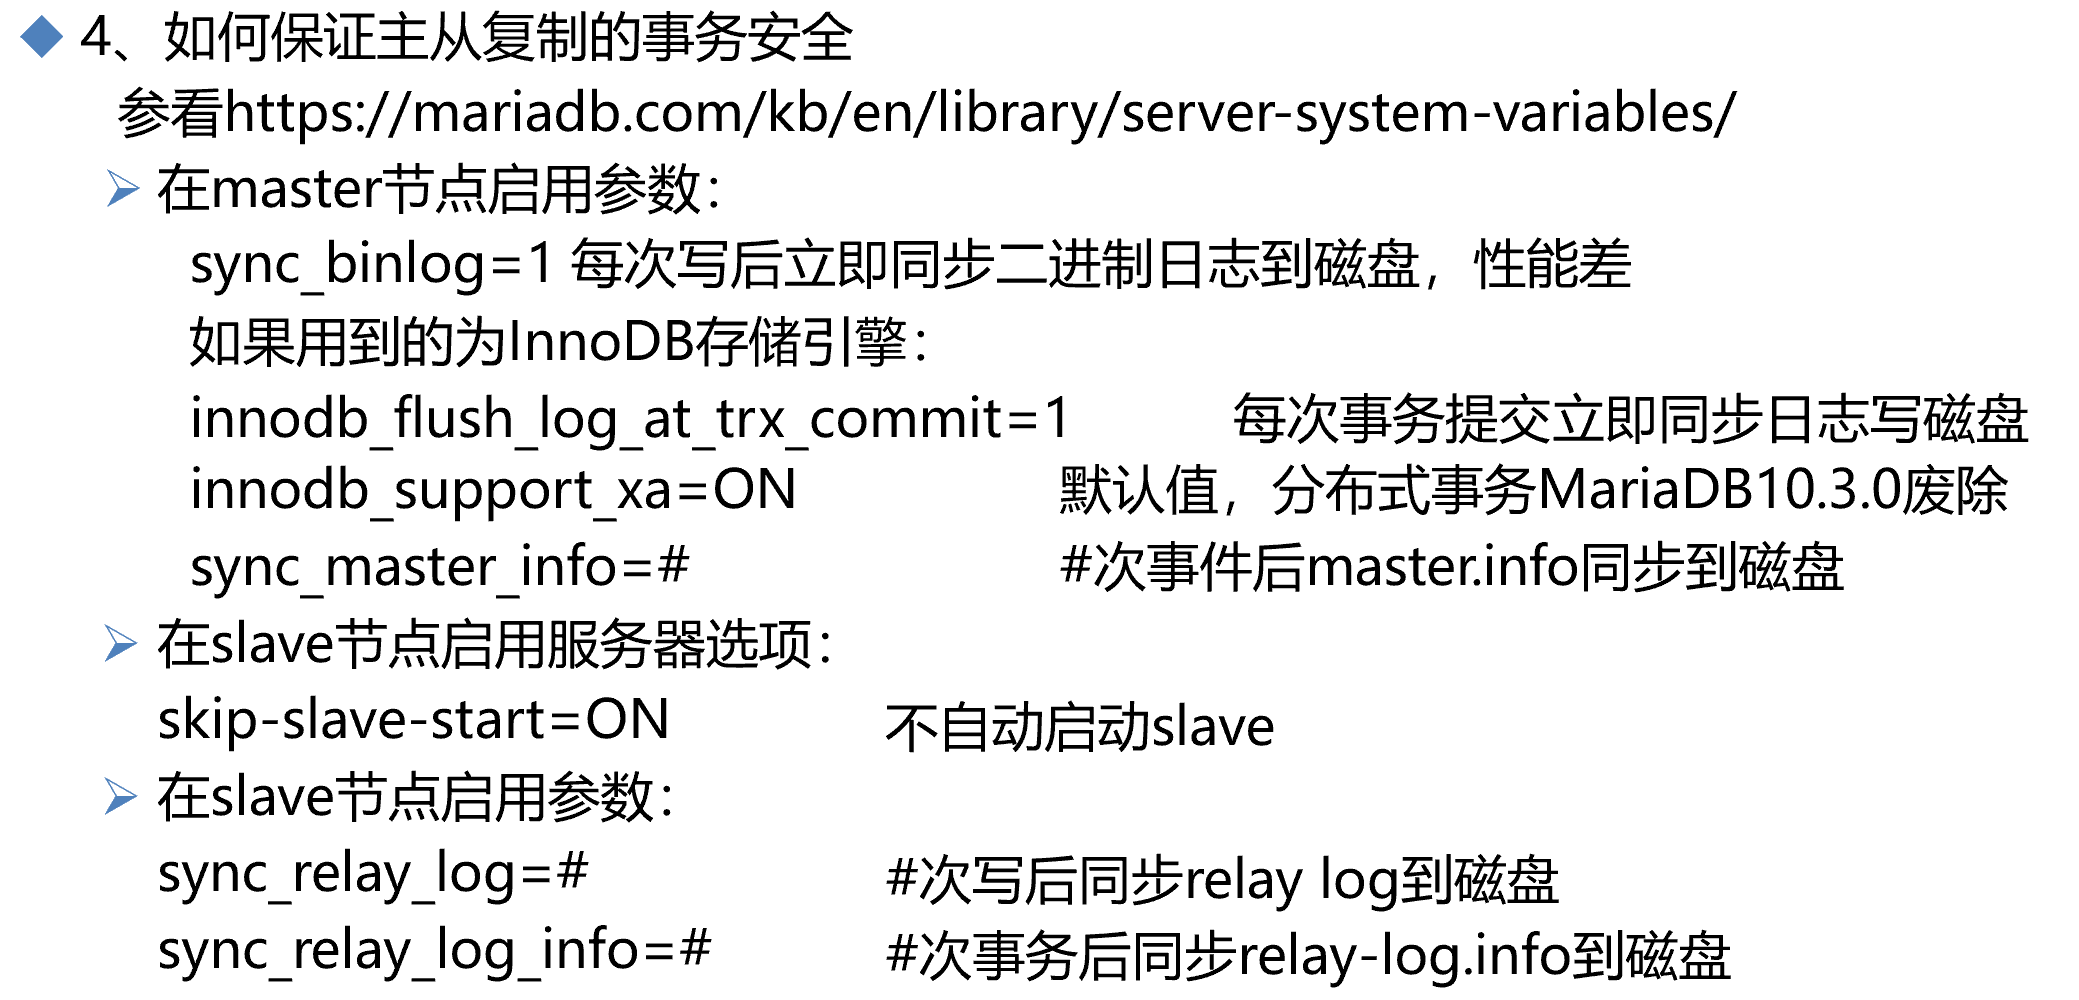 4、如何保证主从复制的事务安全
参看https://mariadb.com/kb/en/library/server-system-variables/
在master节点启用参数：
sync_binlog=1 每次写后立即同步二进制日志到磁盘，性能差
如果用到的为InnoDB存储引擎：
innodb_flush_log_at_trx_commit=1 每次事务提交立即同步日志写磁盘
innodb_support_xa=ON 默认值，分布式事务MariaDB10.3.0废除
sync_master_info=# #次事件后master.info同步到磁盘
在slave节点启用服务器选项：
skip-slave-start=ON 不自动启动slave
在slave节点启用参数：
sync_relay_log=# #次写后同步relay log到磁盘
sync_relay_log_info=# #次事务后同步relay-log.info到磁盘